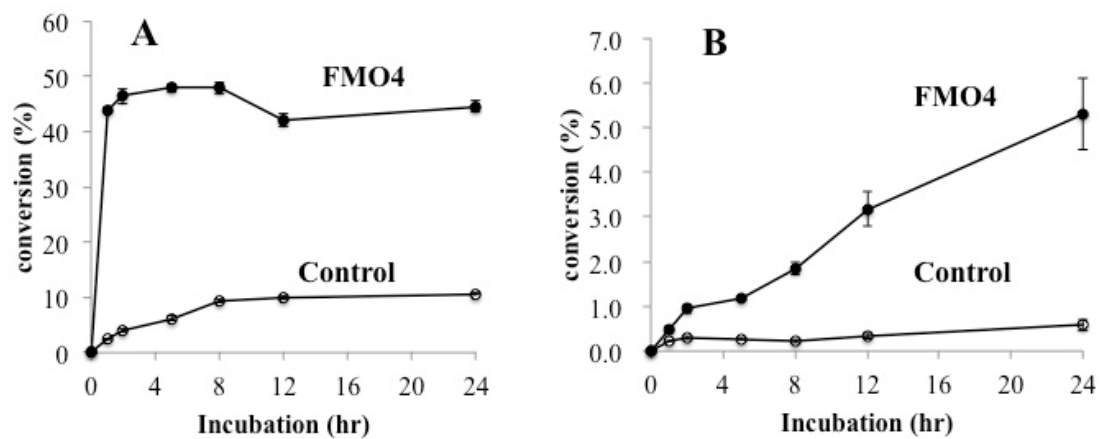 A
60
50
40
30
20
10
0
conversion (%)
FMO4
Control
0 4 8 12 16 20 24
Incubation (hr)
B
7.0
6.0
5.0
4.0
3.0
2.0
1.0
0.0
conversion (%)
FMO4
Control
0 4 8 12 16 20 24
Incubation (hr)